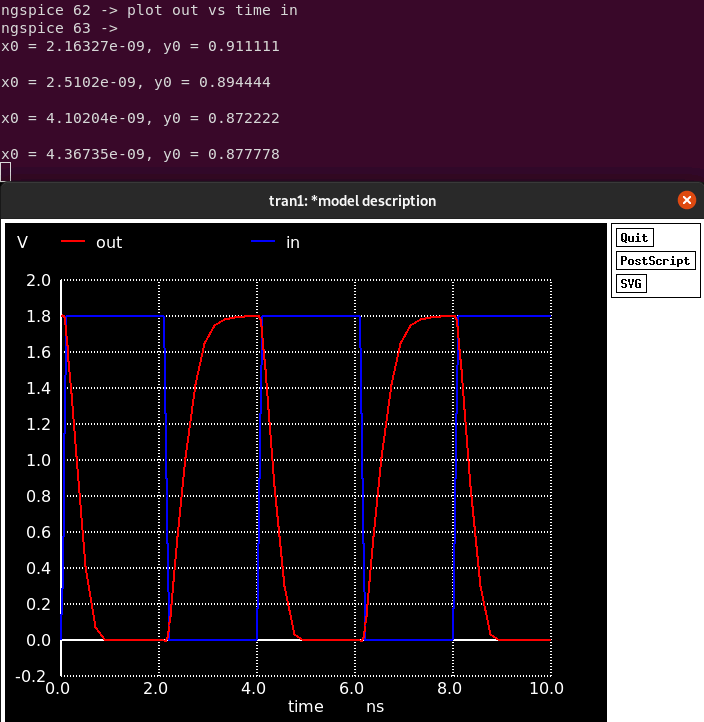 ngspice 62 -> plot out vs time in
ngspice 63 ->
x0 = 2.16327e-09, y0 = 0.911111
x0 = 2.5102e-09, y0 = 0.894444
x0 = 4.10204e-09, y0 = 0.872222
x0 = 4.36735e-09, y0 = 0.877778
tran1: *model description
V out in
Quit
PostScript
SVG
2.0
1.8
1.6
1.4
1.2
1.0
0.8
0.6
0.4
0.2
0.0
-0.2
0.0 2.0 4.0 6.0 8.0 10.0
time ns